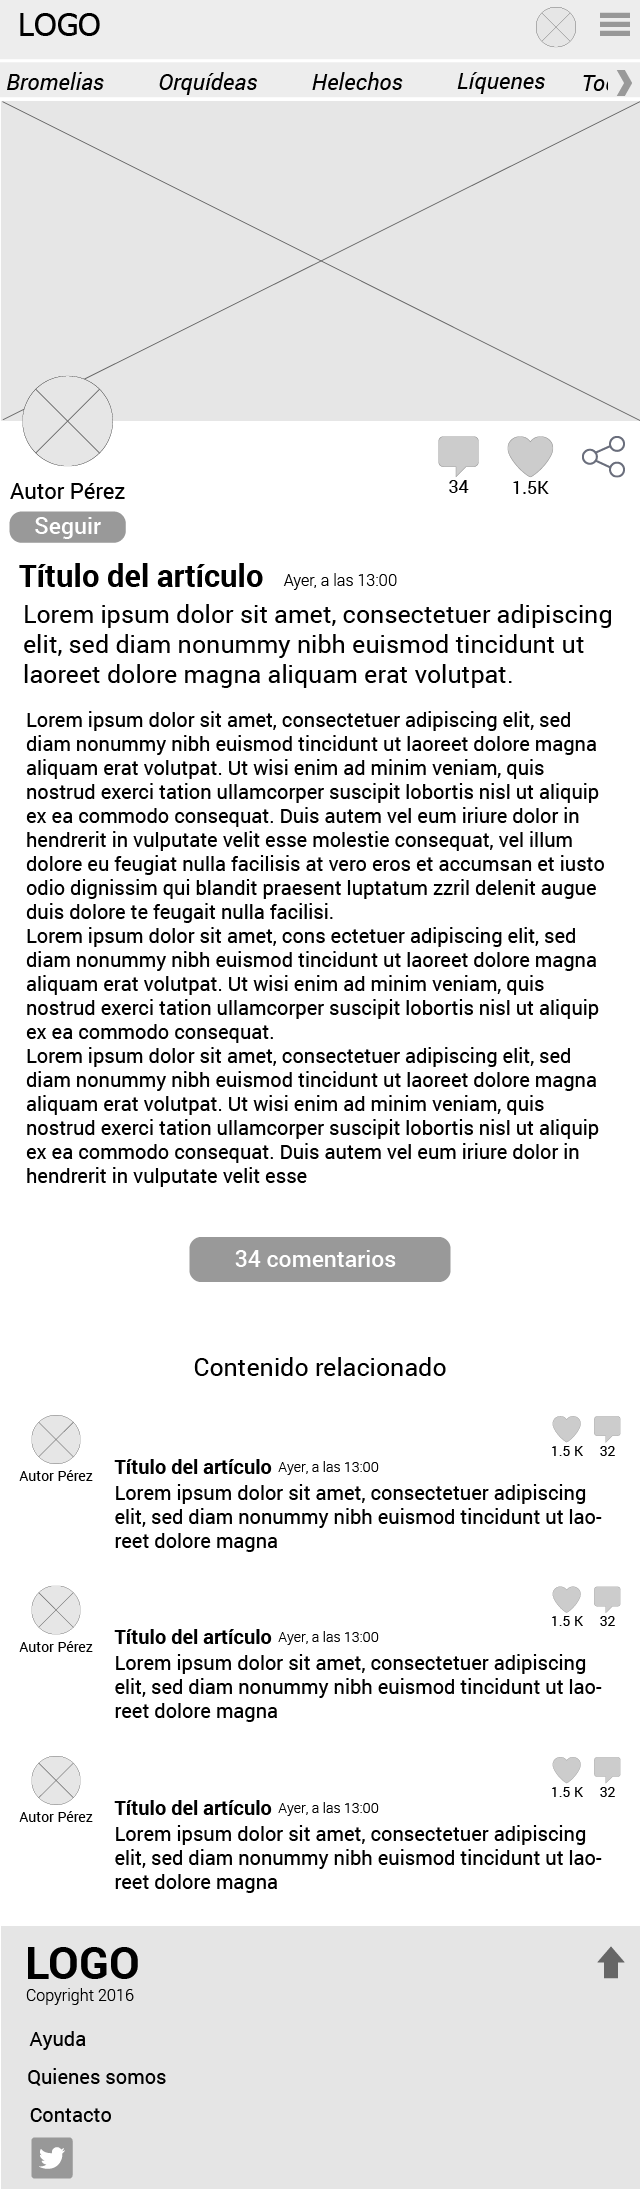 LOGO
Bromelias Orquídeas Helechos Líquenes
34 1.5K
Autor Pérez
Seguir
Título del artículo Ayer, a las 13:00
Lorem ipsum dolor sit amet, consectetuer adipiscing
elit, sed diam nonummy nibh euismod tincidunt ut
laoreet dolore magna aliquam erat volutpat.
Lorem ipsum dolor sit amet, consectetuer adipiscing elit, sed
diam nonummy nibh euismod tincidunt ut laoreet dolore magna
aliquam erat volutpat. Ut wisi enim ad minim veniam, quis
nostrud exerci tation ullamcorper suscipit lobortis nisl ut aliquip
ex ea commodo consequat. Duis autem vel eum iriure dolor in
hendrerit in vulputate velit esse molestie consequat, vel illum
dolore eu feugiat nulla facilisis at vero eros et accumsan et iusto
odio dignissim qui blandit praesent luptatum zzril delenit augue
duis dolore te feugait nulla facilisi.
Lorem ipsum dolor sit amet, cons ectetuer adipiscing elit, sed
diam nonummy nibh euismod tincidunt ut laoreet dolore magna
aliquam erat volutpat. Ut wisi enim ad minim veniam, quis
nostrud exerci tation ullamcorper suscipit lobortis nisl ut aliquip
ex ea commodo consequat.
Lorem ipsum dolor sit amet, consectetuer adipiscing elit, sed
diam nonummy nibh euismod tincidunt ut laoreet dolore magna
aliquam erat volutpat. Ut wisi enim ad minim veniam, quis
nostrud exerci tation ullamcorper suscipit lobortis nisl ut aliquip
ex ea commodo consequat. Duis autem vel eum iriure dolor in
hendrerit in vulputate velit esse
34 comentarios
Contenido relacionado
1.5 K 32
Autor Pérez
Título del artículo Ayer, a las 13:00
Lorem ipsum dolor sit amet, consectetuer adipiscing
elit, sed diam nonummy nibh euismod tincidunt ut lao-
reet dolore magna
1.5 K 32
Autor Pérez
Título del artículo Ayer, a las 13:00
Lorem ipsum dolor sit amet, consectetuer adipiscing
elit, sed diam nonummy nibh euismod tincidunt ut lao-
reet dolore magna
1.5 K 32
Autor Pérez
Título del artículo Ayer, a las 13:00
Lorem ipsum dolor sit amet, consectetuer adipiscing
elit, sed diam nonummy nibh euismod tincidunt ut lao-
reet dolore magna
LOGO
Copyright 2016
Ayuda
Quienes somos
Contacto